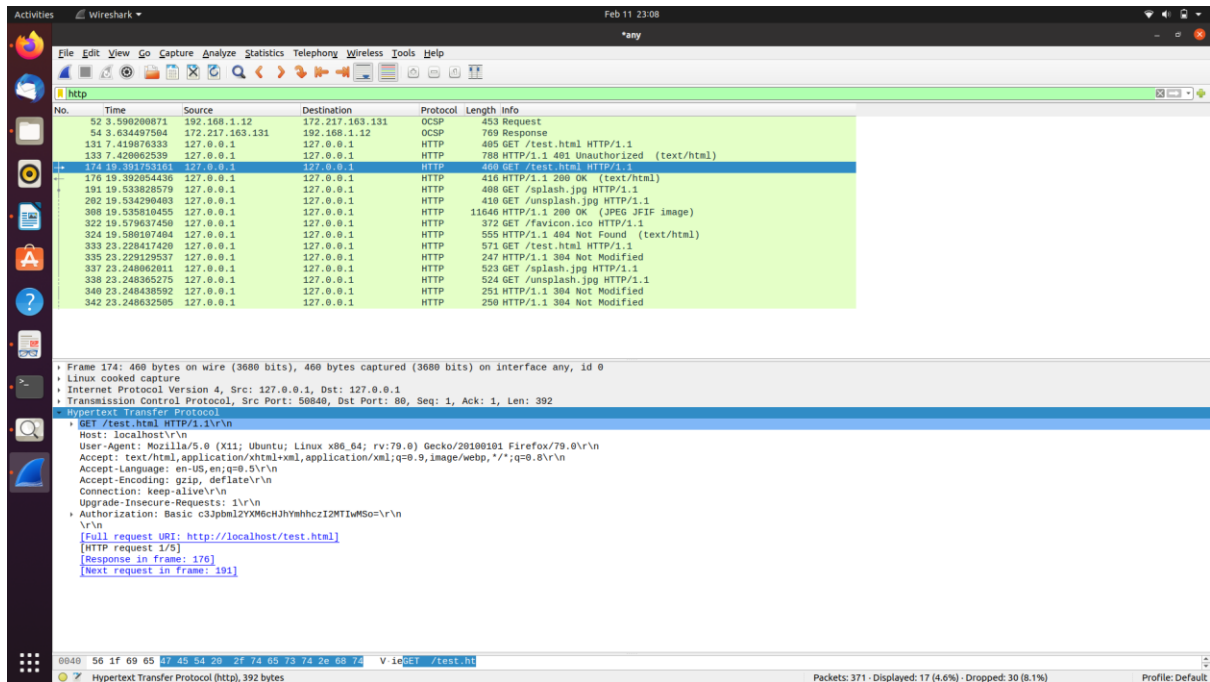 Activities Wireshark Feb 11 23:08
*any
File Edit View Go Capture Analyze Statistics Telephony Wireless Tools Help
http
No. Time Source Destination Protocol Length Info
52 3.590200871 192.168.1.12 172.217.163.131 OCSP 453 Request
54 3.634497504 172.217.163.131 192.168.1.12 OCSP 769 Response
131 7.419876333 127.0.0.1 127.0.0.1 HTTP 405 GET /test.html HTTP/1.1
133 7.420062539 127.0.0.1 127.0.0.1 HTTP 788 HTTP/1.1 401 Unauthorized (text/html)
174 19.391753161 127.0.0.1 127.0.0.1 HTTP 460 GET /test.html HTTP/1.1
176 19.392054436 127.0.0.1 127.0.0.1 HTTP 416 HTTP/1.1 200 OK (text/html)
191 19.533828579 127.0.0.1 127.0.0.1 HTTP 408 GET /splash.jpg HTTP/1.1
202 19.534290403 127.0.0.1 127.0.0.1 HTTP 410 GET /unsplash.jpg HTTP/1.1
308 19.535810455 127.0.0.1 127.0.0.1 HTTP 11646 HTTP/1.1 200 OK (JPEG JFIF image)
322 19.579637450 127.0.0.1 127.0.0.1 HTTP 372 GET /favicon.ico HTTP/1.1
324 19.580107404 127.0.0.1 127.0.0.1 HTTP 555 HTTP/1.1 404 Not Found (text/html)
333 23.228417420 127.0.0.1 127.0.0.1 HTTP 571 GET /test.html HTTP/1.1
335 23.229129537 127.0.0.1 127.0.0.1 HTTP 247 HTTP/1.1 304 Not Modified
337 23.248062011 127.0.0.1 127.0.0.1 HTTP 523 GET /splash.jpg HTTP/1.1
338 23.248365275 127.0.0.1 127.0.0.1 HTTP 524 GET /unsplash.jpg HTTP/1.1
340 23.248438592 127.0.0.1 127.0.0.1 HTTP 251 HTTP/1.1 304 Not Modified
342 23.248632505 127.0.0.1 127.0.0.1 HTTP 250 HTTP/1.1 304 Not Modified
Frame 174: 460 bytes on wire (3680 bits), 460 bytes captured (3680 bits) on interface any, id 0
Linux cooked capture
Internet Protocol Version 4, Src: 127.0.0.1, Dst: 127.0.0.1
Transmission Control Protocol, Src Port: 50840, Dst Port: 80, Seq: 1, Ack: 1, Len: 392
Hypertext Transfer Protocol
GET /test.html HTTP/1.1\r\n
Host: localhost\r\n
User-Agent: Mozilla/5.0 (X11; Ubuntu; Linux x86_64; rv:79.0) Gecko/20100101 Firefox/79.0\r\n
Accept: text/html,application/xhtml+xml,application/xml;q=0.9,image/webp,*/*;q=0.8\r\n
Accept-Language: en-US,en;q=0.5\r\n
Accept-Encoding: gzip, deflate\r\n
Connection: keep-alive\r\n
Upgrade-Insecure-Requests: 1\r\n
Authorization: Basic c3Jpbml2YXM6cHJhYmhhczI2MTIwMSo=\r\n
\r\n
[Full request URI: http://localhost/test.html]
[HTTP request 1/5]
[Response in frame: 176]
[Next request in frame: 191]
0040 56 1f 69 65 47 45 54 20 2f 74 65 73 74 2e 68 74 V·ieGET /test.ht
Hypertext Transfer Protocol (http), 392 bytes Packets: 371 · Displayed: 17 (4.6%) · Dropped: 30 (8.1%) Profile: Default